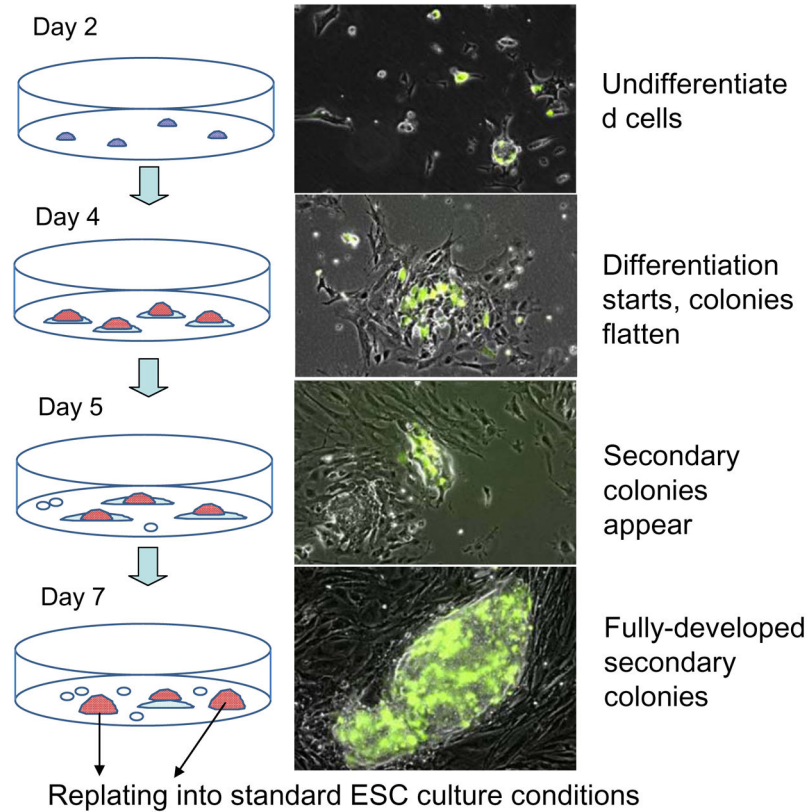 Day 2
Undifferentiate
d cells
Day 4
Differentiation
starts, colonies
flatten
Day 5
Secondary
colonies
appear
Day 7
Fully-developed
secondary
colonies
Replating into standard ESC culture conditions